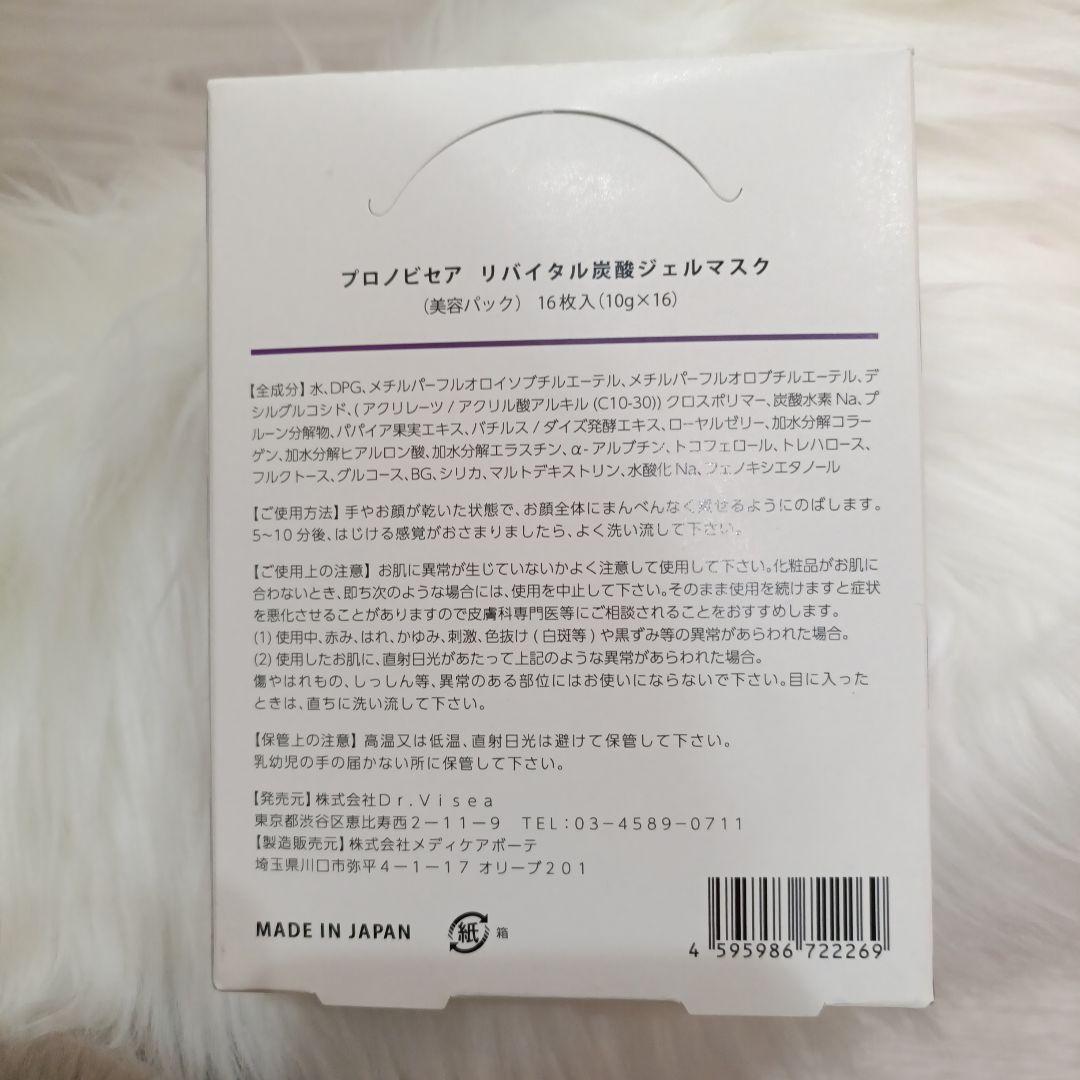 プロノビセア リバイタル炭酸ジェルマスク
（美容パック） 16枚入（10g×16）
【全成分】水、DPG、メチルパーフルオロイソブチルエーテル、メチルパーフルオロブチルエーテル、デ
シルグルコシド、(アクリレーツ/アクリル酸アルキル(C10-30))クロスポリマー、炭酸水素Na、プ
ルーン分解物、パパイア果実エキス、バチルス/ダイズ発酵エキス、ローヤルゼリー、加水分解コラー
ゲン、加水分解ヒアルロン酸、加水分解エラスチン、α-アルブチン、トコフェロール、トレハロース、
フルクトース、グルコース、BG、シリカ、マルトデキストリン、水酸化Na、フェノキシエタノール
【ご使用方法】手やお顔が乾いた状態で、お顔全体にまんべんなく載せるようにのばします。
5~10分後、はじける感覚がおさまりましたら、よく洗い流して下さい。
【ご使用上の注意】お肌に異常が生じていないかよく注意して使用して下さい。化粧品がお肌に
合わないとき、即ち次のような場合には、使用を中止して下さい。そのまま使用を続けますと症状
を悪化させることがありますので皮膚科専門医等にご相談されることをおすすめします。
(1)使用中、赤み、はれ、かゆみ、刺激、色抜け(白斑等)や黒ずみ等の異常があらわれた場合。
(2)使用したお肌に、直射日光があたって上記のような異常があらわれた場合。
傷やはれもの、しっしん等、異常のある部位にはお使いにならないで下さい。目に入った
ときは、直ちに洗い流して下さい。
【保管上の注意】高温又は低温、直射日光は避けて保管して下さい。
乳幼児の手の届かない所に保管して下さい。
【発売元】株式会社Ｄｒ．Ｖｉｓｅａ
東京都渋谷区恵比寿西２－１１－９　ＴＥＬ：０３－４５８９－０７１１
【製造販売元】株式会社メディケアボーテ
埼玉県川口市弥平４－１－１７ オリーブ２０１
MADE IN JAPAN 紙 箱
4 595986 722269